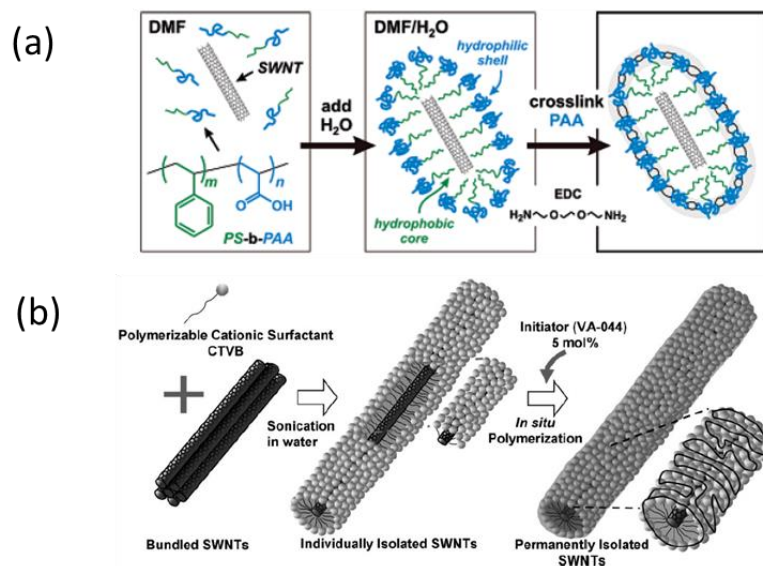 (a)
DMF
SWNT
m
n
O
OH
PS-b-PAA
add
H₂O
DMF/H₂O
hydrophilic
shell
hydrophobic
core
crosslink
PAA
EDC
H₂N~O~O~NH₂
(b)
Polymerizable Cationic Surfactant
CTVB
+
Bundled SWNTs
Sonication
in water
Individually Isolated SWNTs
Initiator (VA-044)
5 mol%
In situ
Polymerization
Permanently Isolated
SWNTs